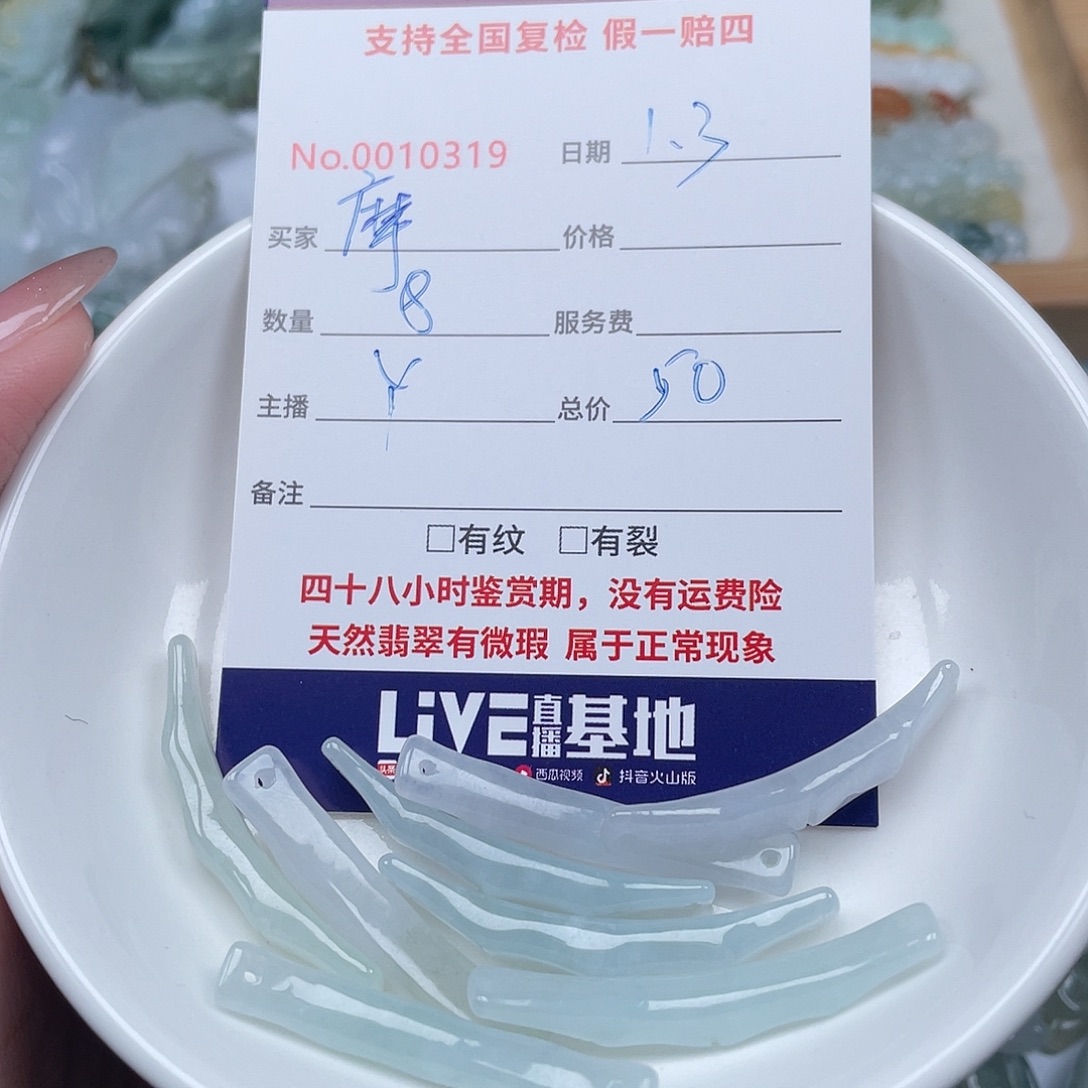 支持全国复检 假一赔四
No.0010319 日期 1.3
买家 摩 价格
数量 8 服务费
主播 Y 总价 50
备注
□有纹 □有裂
四十八小时鉴赏期，没有运费险
天然翡翠有微瑕 属于正常现象
LiVE直播基地
头条 西瓜视频 抖音火山版